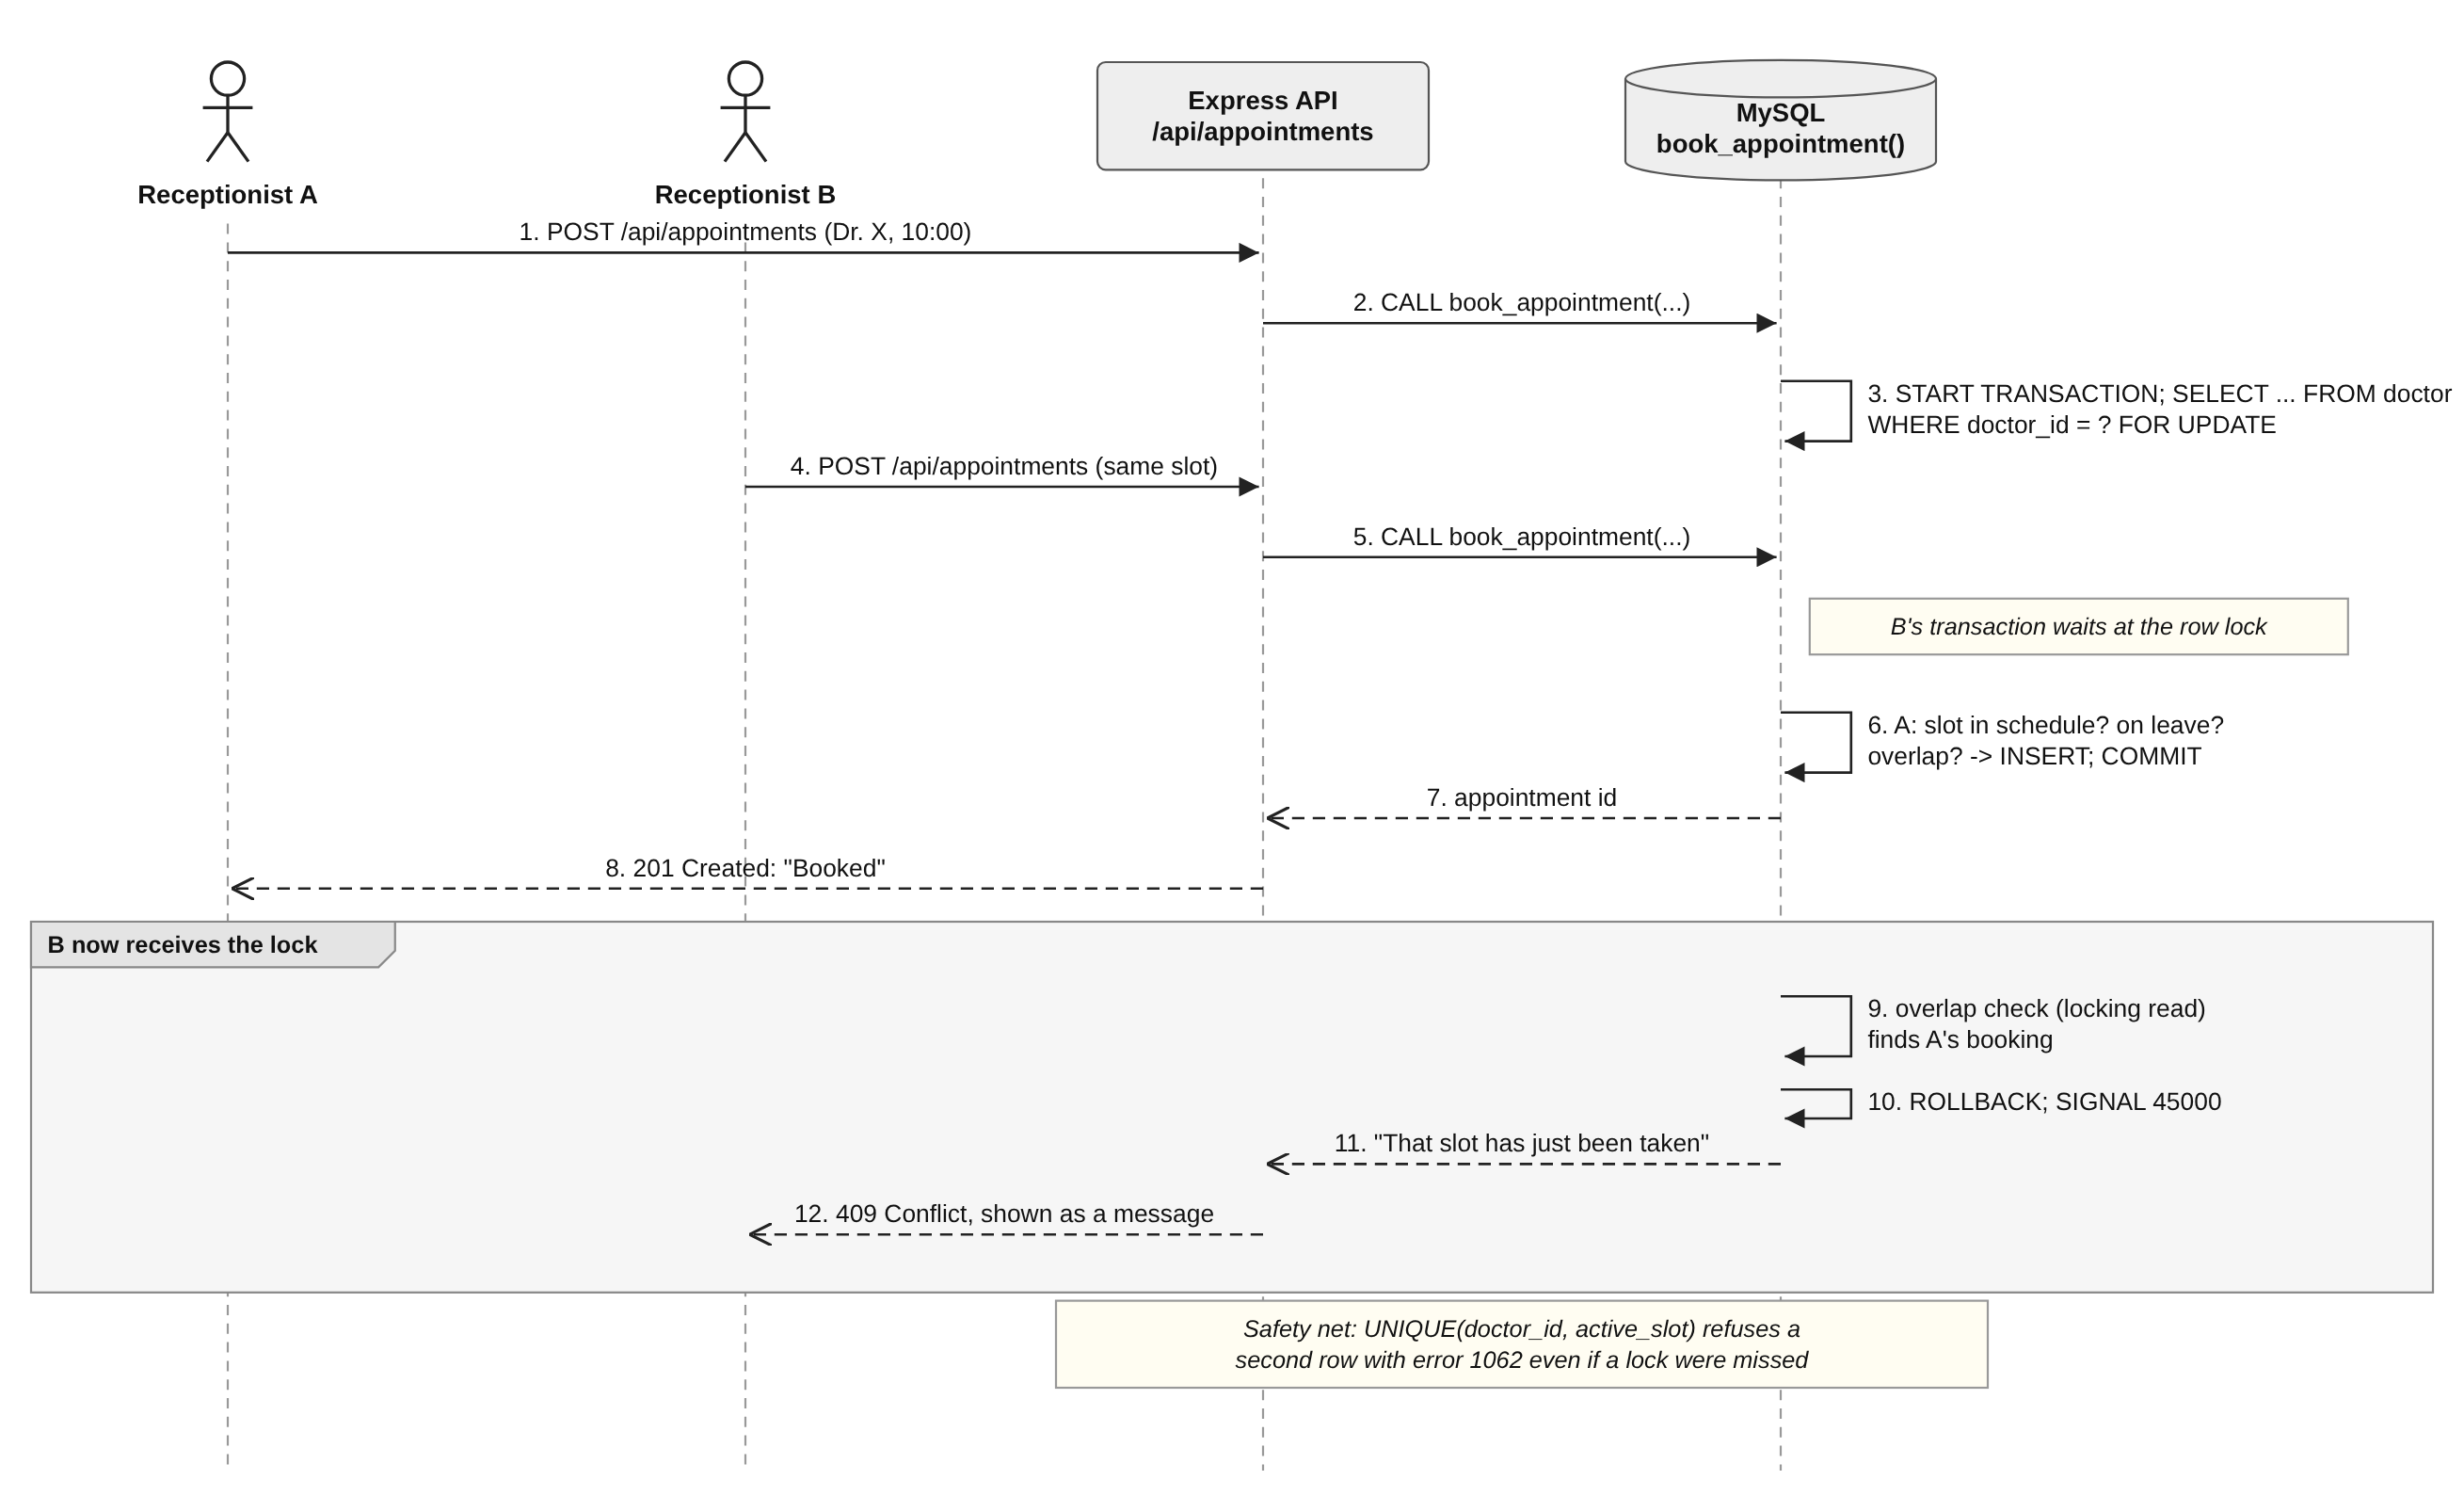 Express API
/api/appointments
MySQL
book_appointment()
Receptionist A
Receptionist B
1. POST /api/appointments (Dr. X, 10:00)
2. CALL book_appointment(...)
3. START TRANSACTION; SELECT ... FROM doctor
WHERE doctor_id = ? FOR UPDATE
4. POST /api/appointments (same slot)
5. CALL book_appointment(...)
B's transaction waits at the row lock
6. A: slot in schedule? on leave?
overlap? -> INSERT; COMMIT
7. appointment id
8. 201 Created: "Booked"
B now receives the lock
9. overlap check (locking read)
finds A's booking
10. ROLLBACK; SIGNAL 45000
11. "That slot has just been taken"
12. 409 Conflict, shown as a message
Safety net: UNIQUE(doctor_id, active_slot) refuses a
second row with error 1062 even if a lock were missed